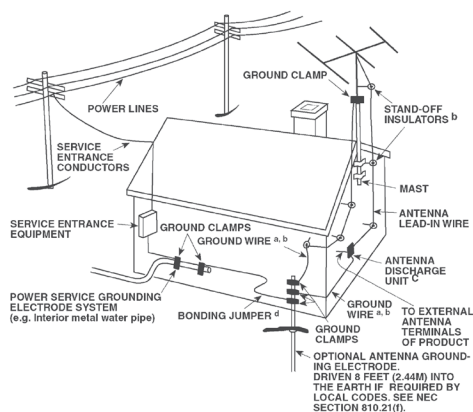 GROUND CLAMP
POWER LINES
STAND-OFF
INSULATORS b
SERVICE
ENTRANCE
CONDUCTORS
MAST
ANTENNA
LEAD-IN WIRE
SERVICE ENTRANCE
EQUIPMENT
GROUND CLAMPS
GROUND WIRE a, b
ANTENNA
DISCHARGE
UNIT C
POWER SERVICE GROUNDING
ELECTRODE SYSTEM
(e.g. Interior metal water pipe)
BONDING JUMPER d
GROUND
WIRE a, b
TO EXTERNAL
ANTENNA
TERMINALS
OF PRODUCT
GROUND
CLAMPS
OPTIONAL ANTENNA GROUND-
ING ELECTRODE.
DRIVEN 8 FEET (2.44M) INTO
THE EARTH IF REQUIRED BY
LOCAL CODES. SEE NEC
SECTION 810.21(f).